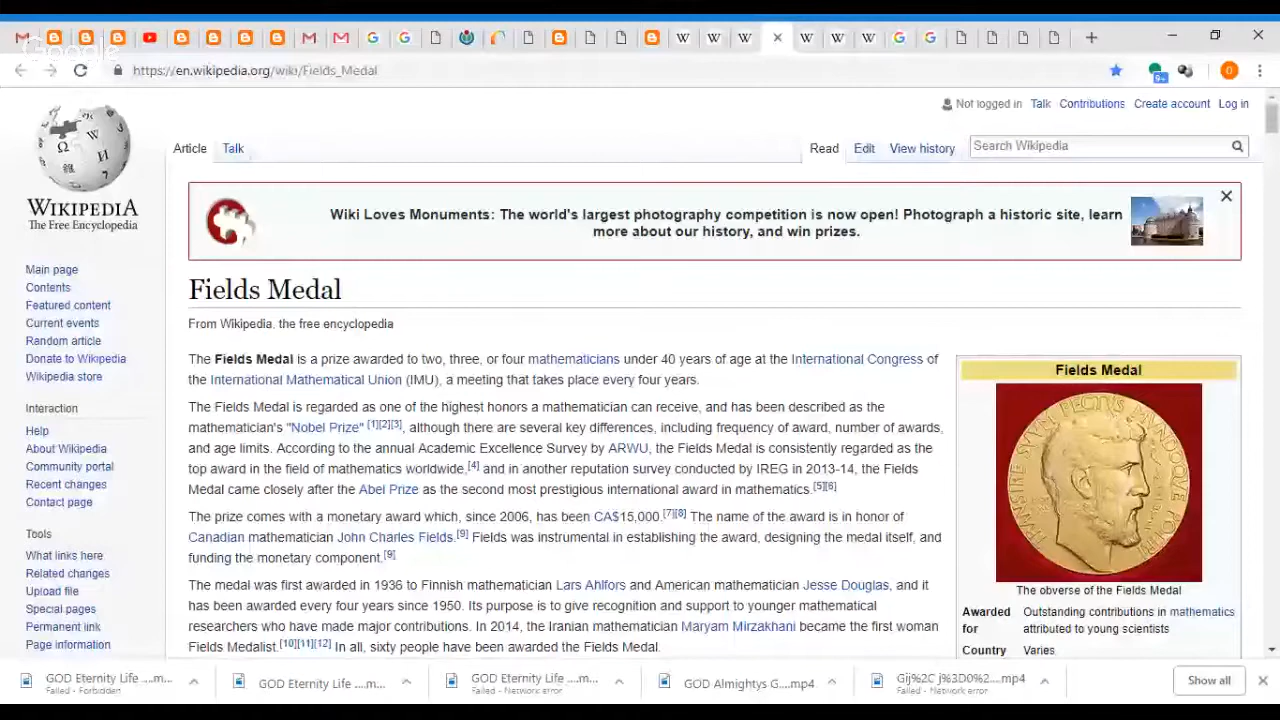 Google
https://en.wikipedia.org/wiki/Fields_Medal
9+
Not logged in Talk Contributions Create account Log in
Article Talk Read Edit View history Search Wikipedia
WIKIPEDIA
The Free Encyclopedia
Wiki Loves Monuments: The world's largest photography competition is now open! Photograph a historic site, learn
more about our history, and win prizes.
Fields Medal
From Wikipedia, the free encyclopedia
Main page
Contents
Featured content
Current events
Random article
Donate to Wikipedia
Wikipedia store
Interaction
Help
About Wikipedia
Community portal
Recent changes
Contact page
Tools
What links here
Related changes
Upload file
Special pages
Permanent link
Page information
The Fields Medal is a prize awarded to two, three, or four mathematicians under 40 years of age at the International Congress of
the International Mathematical Union (IMU), a meeting that takes place every four years.
The Fields Medal is regarded as one of the highest honors a mathematician can receive, and has been described as the
mathematician's "Nobel Prize" [1][2][3], although there are several key differences, including frequency of award, number of awards,
and age limits. According to the annual Academic Excellence Survey by ARWU, the Fields Medal is consistently regarded as the
top award in the field of mathematics worldwide,[4] and in another reputation survey conducted by IREG in 2013-14, the Fields
Medal came closely after the Abel Prize as the second most prestigious international award in mathematics.[5][6]
The prize comes with a monetary award which, since 2006, has been CA$15,000.[7][8] The name of the award is in honor of
Canadian mathematician John Charles Fields.[9] Fields was instrumental in establishing the award, designing the medal itself, and
funding the monetary component.[9]
The medal was first awarded in 1936 to Finnish mathematician Lars Ahlfors and American mathematician Jesse Douglas, and it
has been awarded every four years since 1950. Its purpose is to give recognition and support to younger mathematical
researchers who have made major contributions. In 2014, the Iranian mathematician Maryam Mirzakhani became the first woman
Fields Medalist.[10][11][12] In all, sixty people have been awarded the Fields Medal.
Fields Medal
TRANSIRE SVVM PECTVS MVNDOQVE POTIRI
The obverse of the Fields Medal
Awarded for Outstanding contributions in mathematics
attributed to young scientists
Country Varies
GOD Eternity Life ....m...
Failed - Forbidden
GOD Eternity Life ....m...
GOD Eternity Life ....m...
Failed - Network error
GOD Almightys G....mp4
Gij%2C j%3D0%2....mp4
Failed - Network error
Show all